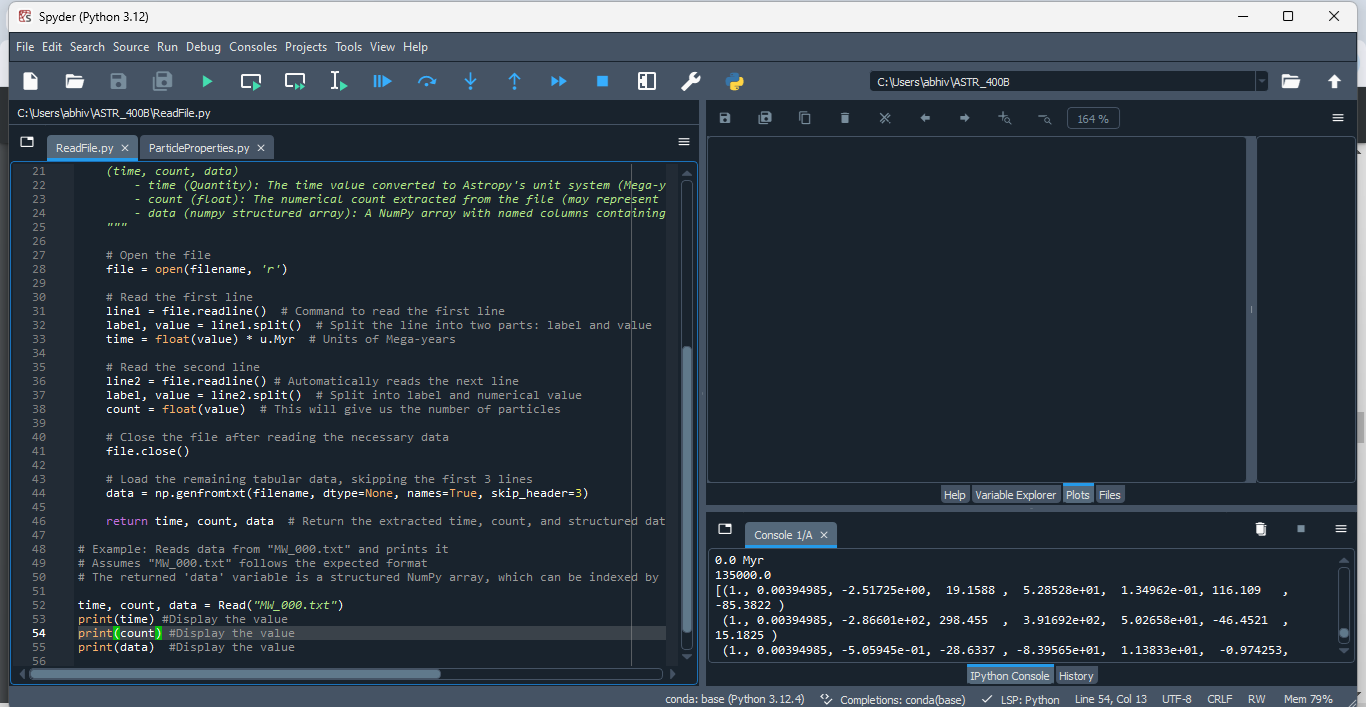 Spyder (Python 3.12)
File Edit Search Source Run Debug Consoles Projects Tools View Help
C:\Users\abhiv\ASTR_400B
C:\Users\abhiv\ASTR_400B\ReadFile.py
ReadFile.py ParticleProperties.py
164 %
21 (time, count, data)
22 - time (Quantity): The time value converted to Astropy's unit system (Mega-y
23 - count (float): The numerical count extracted from the file (may represent
24 - data (numpy structured array): A NumPy array with named columns containing
25 """
26
27 # Open the file
28 file = open(filename, 'r')
29
30 # Read the first line
31 line1 = file.readline()  # Command to read the first line
32 label, value = line1.split()  # Split the line into two parts: label and value
33 time = float(value) * u.Myr  # Units of Mega-years
34
35 # Read the second line
36 line2 = file.readline() # Automatically reads the next line
37 label, value = line2.split()  # Split into label and numerical value
38 count = float(value)  # This will give us the number of particles
39
40 # Close the file after reading the necessary data
41 file.close()
42
43 # Load the remaining tabular data, skipping the first 3 lines
44 data = np.genfromtxt(filename, dtype=None, names=True, skip_header=3)
45
46 return time, count, data  # Return the extracted time, count, and structured dat
47
48 # Example: Reads data from "MW_000.txt" and prints it
49 # Assumes "MW_000.txt" follows the expected format
50 # The returned 'data' variable is a structured NumPy array, which can be indexed by
51
52 time, count, data = Read("MW_000.txt")
53 print(time) #Display the value
54 print(count) #Display the value
55 print(data)  #Display the value
56
Help Variable Explorer Plots Files
Console 1/A
0.0 Myr
135000.0
[(1., 0.00394985, -2.51725e+00,  19.1588 ,  5.28528e+01,  1.34962e-01, 116.109   ,
-85.3822 )
(1., 0.00394985, -2.86601e+02, 298.455  ,  3.91692e+02,  5.02658e+01, -46.4521  ,
15.1825 )
(1., 0.00394985, -5.05945e-01, -28.6337 , -8.39565e+01,  1.13833e+01,  -0.974253,
IPython Console History
conda: base (Python 3.12.4) Completions: conda(base) LSP: Python Line 54, Col 13 UTF-8 CRLF RW Mem 79%